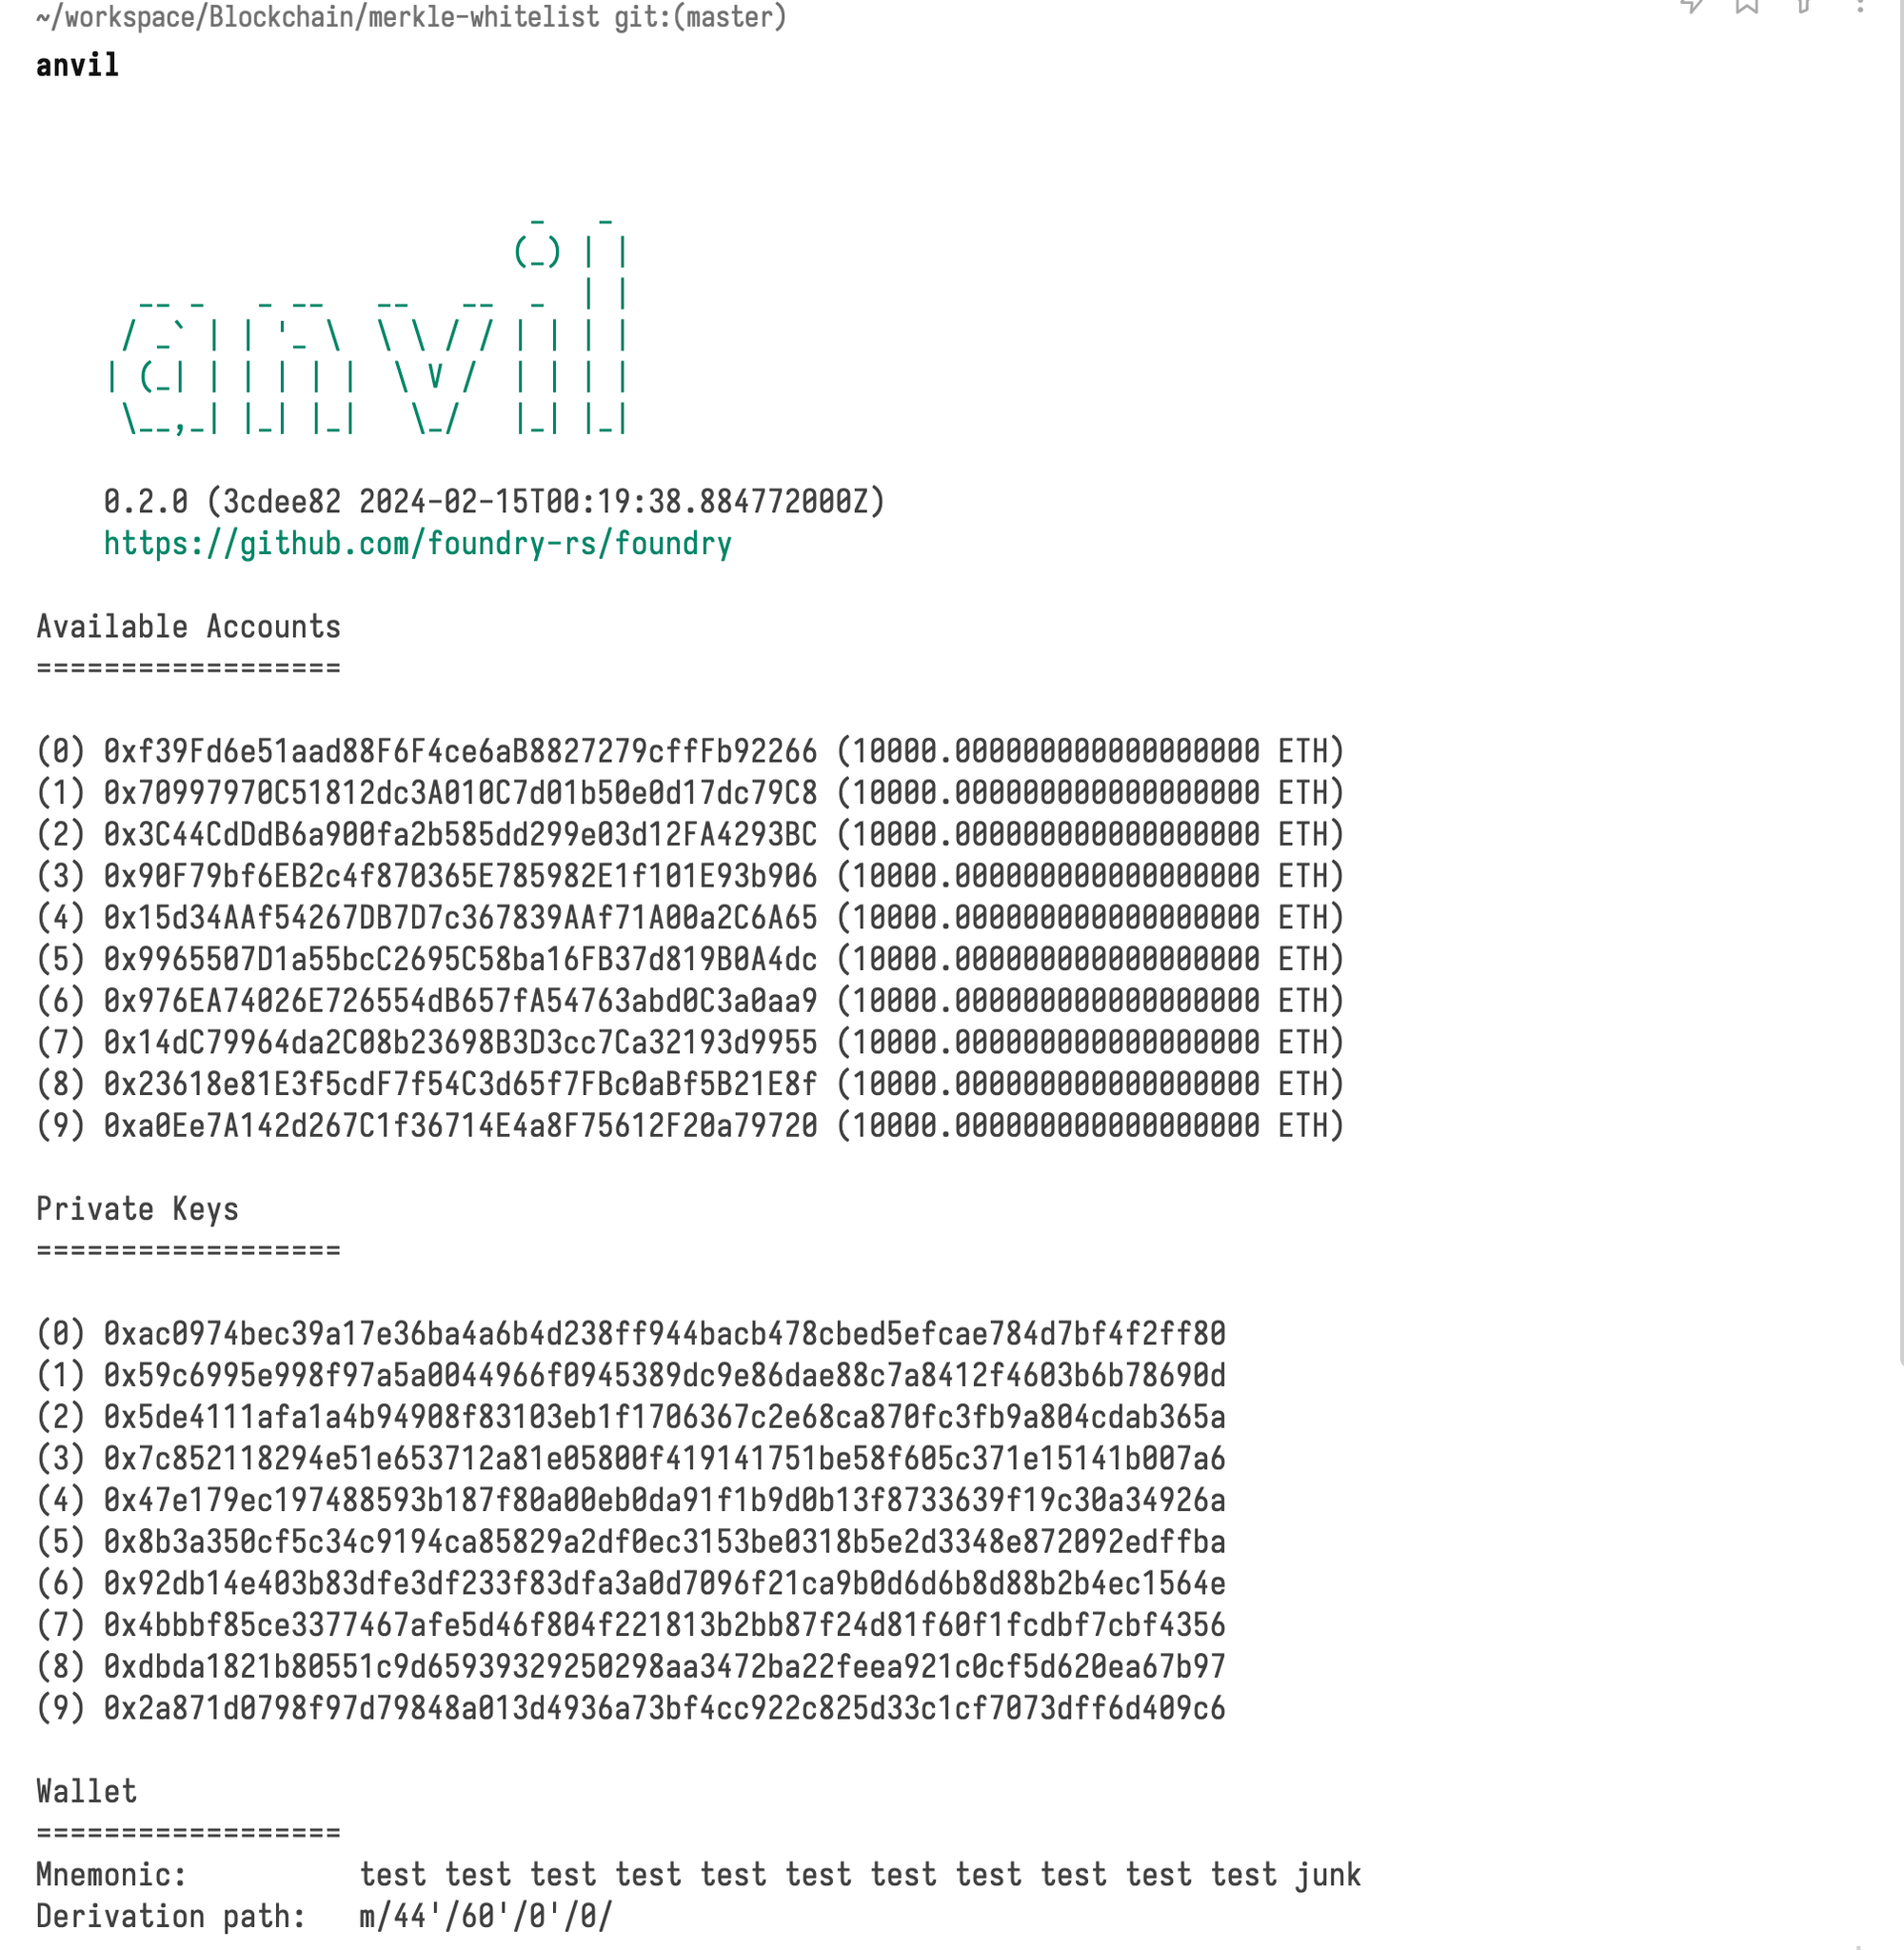 ~/workspace/Blockchain/merkle-whitelist git:(master)
anvil
                             _   _
                            (_) | |
      __ _   _ __   __   __  _  | |
     / _` | | '_ \  \ \ / / | | | |
    | (_| | | | | |  \ V /  | | | |
     \__,_| |_| |_|   \_/   |_| |_|
0.2.0 (3cdee82 2024-02-15T00:19:38.884772000Z)
https://github.com/foundry-rs/foundry
Available Accounts
==================
(0) 0xf39Fd6e51aad88F6F4ce6aB8827279cffFb92266 (10000.000000000000000000 ETH)
(1) 0x70997970C51812dc3A010C7d01b50e0d17dc79C8 (10000.000000000000000000 ETH)
(2) 0x3C44CdDdB6a900fa2b585dd299e03d12FA4293BC (10000.000000000000000000 ETH)
(3) 0x90F79bf6EB2c4f870365E785982E1f101E93b906 (10000.000000000000000000 ETH)
(4) 0x15d34AAf54267DB7D7c367839AAf71A00a2C6A65 (10000.000000000000000000 ETH)
(5) 0x9965507D1a55bcC2695C58ba16FB37d819B0A4dc (10000.000000000000000000 ETH)
(6) 0x976EA74026E726554dB657fA54763abd0C3a0aa9 (10000.000000000000000000 ETH)
(7) 0x14dC79964da2C08b23698B3D3cc7Ca32193d9955 (10000.000000000000000000 ETH)
(8) 0x23618e81E3f5cdF7f54C3d65f7FBc0aBf5B21E8f (10000.000000000000000000 ETH)
(9) 0xa0Ee7A142d267C1f36714E4a8F75612F20a79720 (10000.000000000000000000 ETH)
Private Keys
==================
(0) 0xac0974bec39a17e36ba4a6b4d238ff944bacb478cbed5efcae784d7bf4f2ff80
(1) 0x59c6995e998f97a5a0044966f0945389dc9e86dae88c7a8412f4603b6b78690d
(2) 0x5de4111afa1a4b94908f83103eb1f1706367c2e68ca870fc3fb9a804cdab365a
(3) 0x7c852118294e51e653712a81e05800f419141751be58f605c371e15141b007a6
(4) 0x47e179ec197488593b187f80a00eb0da91f1b9d0b13f8733639f19c30a34926a
(5) 0x8b3a350cf5c34c9194ca85829a2df0ec3153be0318b5e2d3348e872092edffba
(6) 0x92db14e403b83dfe3df233f83dfa3a0d7096f21ca9b0d6d6b8d88b2b4ec1564e
(7) 0x4bbbf85ce3377467afe5d46f804f221813b2bb87f24d81f60f1fcdbf7cbf4356
(8) 0xdbda1821b80551c9d65939329250298aa3472ba22feea921c0cf5d620ea67b97
(9) 0x2a871d0798f97d79848a013d4936a73bf4cc922c825d33c1cf7073dff6d409c6
Wallet
==================
Mnemonic:          test test test test test test test test test test test junk
Derivation path:   m/44'/60'/0'/0/